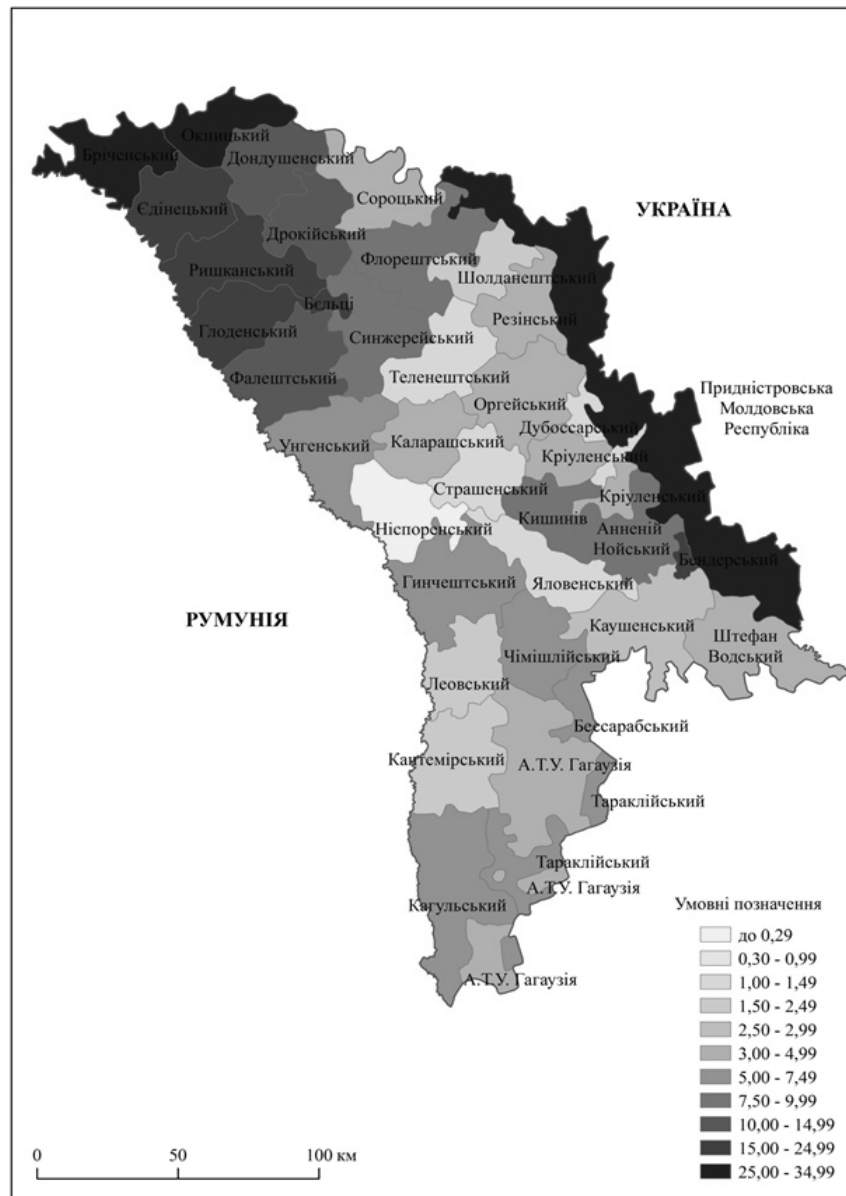 Окницький
Бріченський
Дондушенський
Сороцький
УКРАЇНА
Єдінецький
Дрокійський
Флорештський
Ришканський
Шолданештський
Бєльці
Резінський
Глоденський
Синжерейський
Фалештський
Теленештський
Придністровська
Молдовська
Республіка
Оргейський
Дубоссарський
Унгенський
Каларашський
Кріуленський
Страшенський
Кріуленський
Кишинів
Ніспоренський
Анненій
Нойський
Бендерський
Гинчештський
Яловенський
РУМУНІЯ
Каушенський
Штефан
Водський
Чімішлійський
Леовський
Бессарабський
Кантемірський
А.Т.У. Гагаузія
Тараклійський
Тараклійський
А.Т.У. Гагаузія
Кагульський
А.Т.У. Гагаузія
Умовні позначення
до 0,29
0,30 - 0,99
1,00 - 1,49
1,50 - 2,49
2,50 - 2,99
3,00 - 4,99
5,00 - 7,49
7,50 - 9,99
10,00 - 14,99
15,00 - 24,99
25,00 - 34,99
0 50 100 км